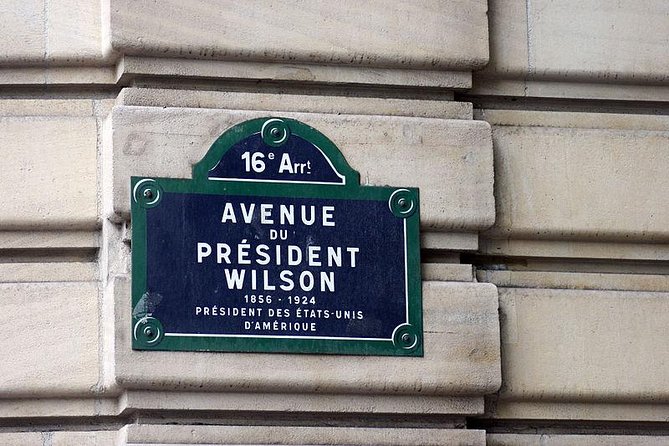 16e Arrt
AVENUE
DU
PRÉSIDENT
WILSON
1856 - 1924
PRÉSIDENT DES ÉTATS-UNIS
D'AMÉRIQUE